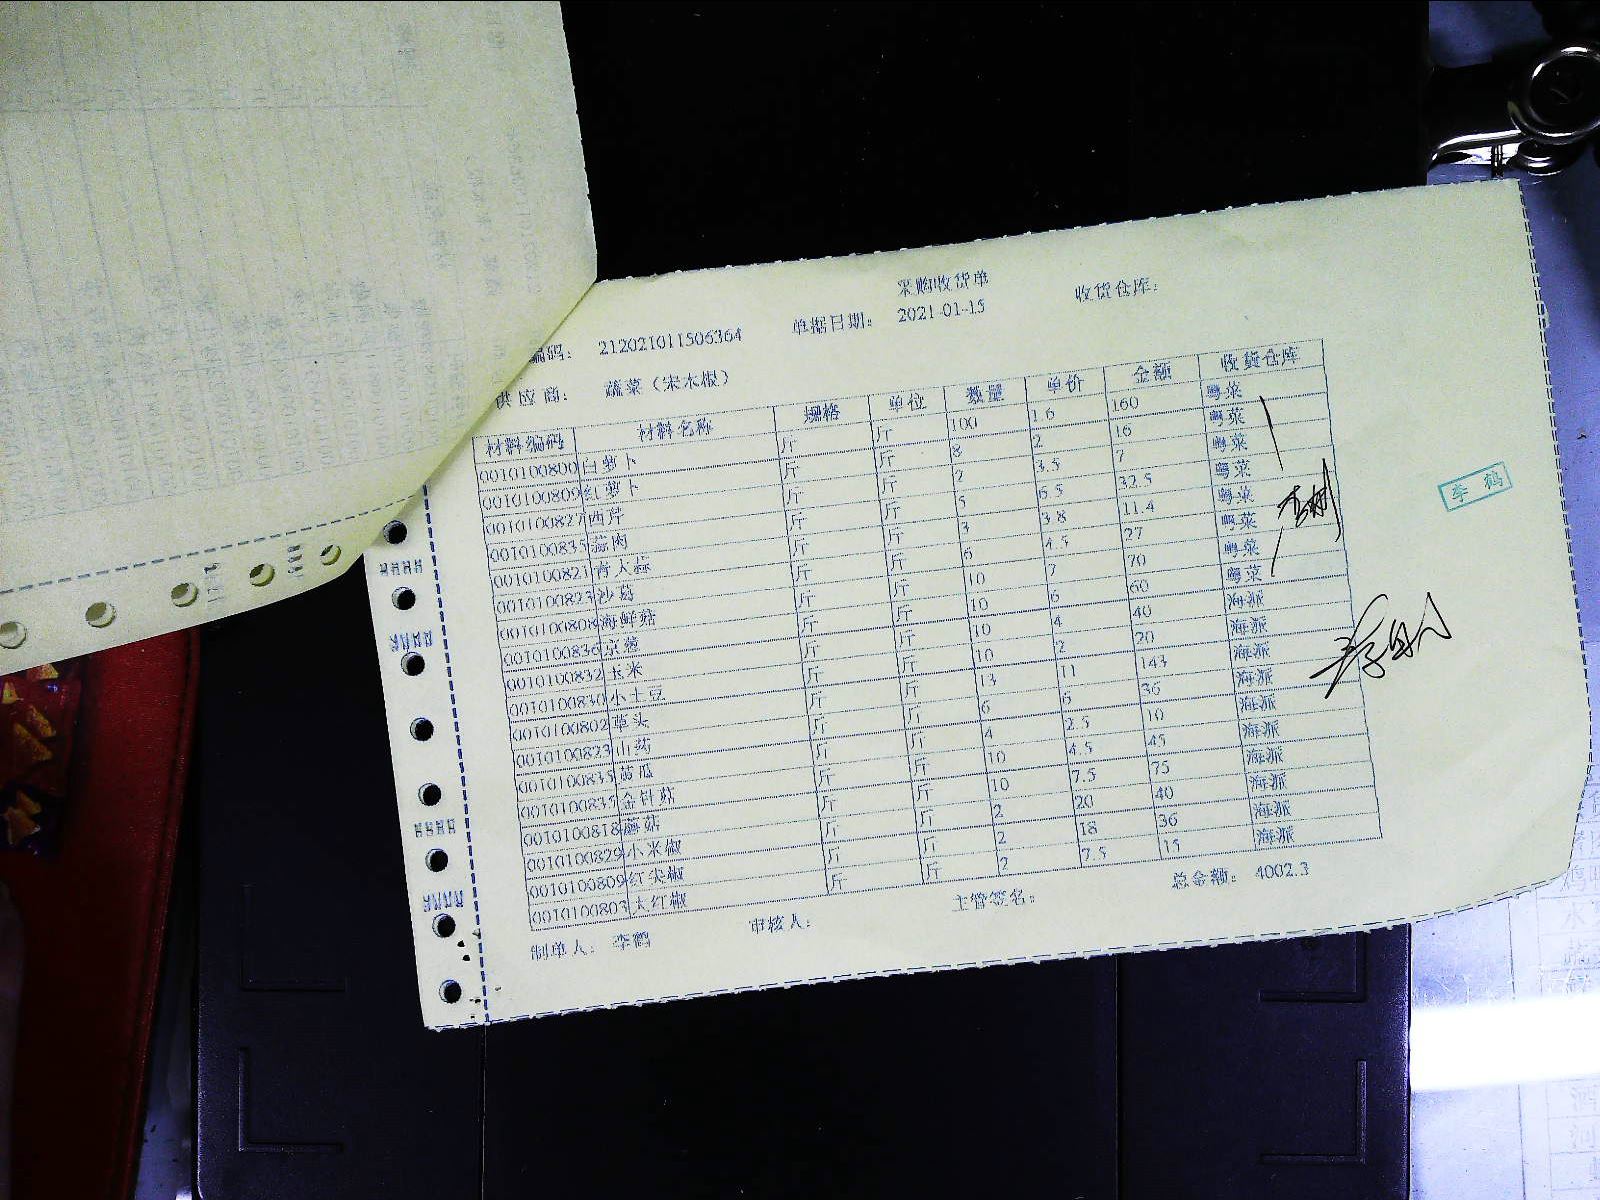 采购收货单
编码： 212021011506364 单据日期： 2021-01-15 收货仓库：
供应商： 蔬菜（宋木根）
材料编码 材料名称 规格 单位 数量 单价 金额 收货仓库
0010100800 白萝卜 斤 斤 100 1.6 160 粤菜
0010100809 红萝卜 斤 斤 8 2 16 粤菜
0010100827 西芹 斤 斤 2 3.5 7 粤菜
0010100835 蒜肉 斤 斤 5 6.5 32.5 粤菜
0010100821 青大蒜 斤 斤 3 3.8 11.4 粤菜
0010100823 沙葛 斤 斤 6 4.5 27 粤菜
0010100808 海鲜菇 斤 斤 10 7 70 粤菜
0010100836 京葱 斤 斤 10 6 60 粤菜
0010100832 玉米 斤 斤 10 4 40 海派
0010100830 小土豆 斤 斤 10 2 20 海派
0010100802 草头 斤 斤 13 11 143 海派
0010100823 山药 斤 斤 6 6 36 海派
0010100835 黄瓜 斤 斤 4 2.5 10 海派
0010100835 金针菇 斤 斤 10 4.5 45 海派
0010100818 蘑菇 斤 斤 10 7.5 75 海派
0010100829 小米椒 斤 斤 2 20 40 海派
0010100809 红尖椒 斤 斤 2 18 36 海派
0010100803 大红椒 斤 斤 2 7.5 15 海派
总金额： 4002.3
制单人： 李鹤 审核人： 主管签名：
李鹤